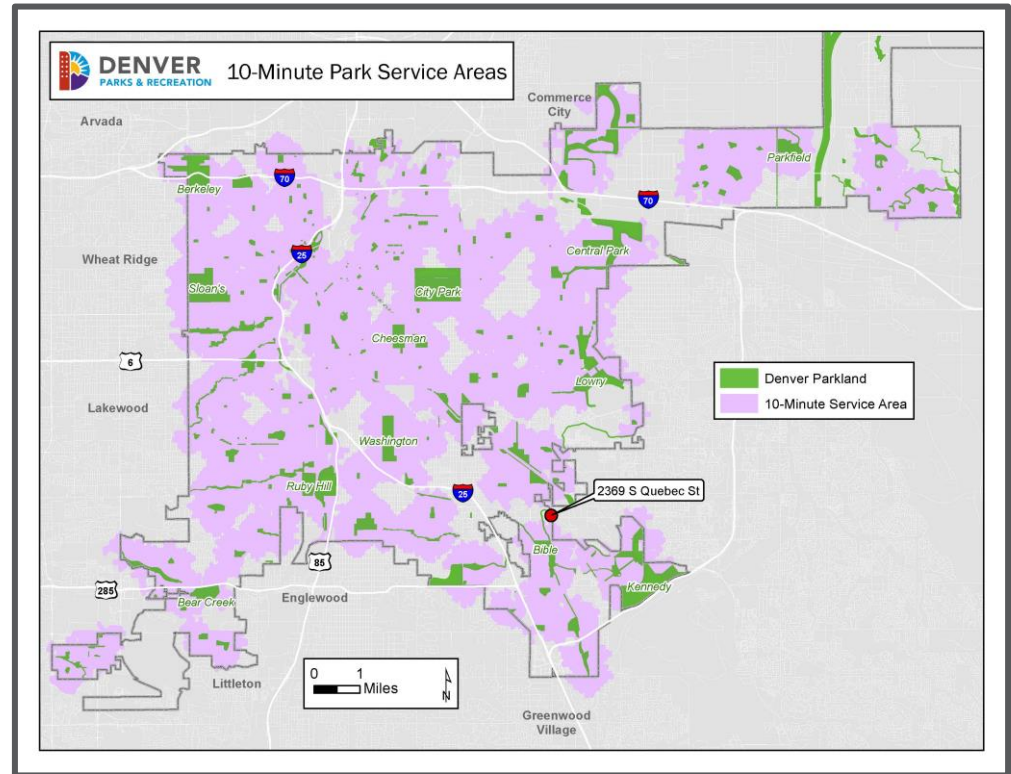 DENVER
PARKS & RECREATION
10-Minute Park Service Areas
Commerce
City
Arvada
Parkfield
Berkeley
70
70
Central Park
25
Wheat Ridge
Sloan's
City Park
Cheesman
6
Lowry
Denver Parkland
10-Minute Service Area
Lakewood
Washington
Ruby Hill
25
2369 S Quebec St
Bible
85
Kennedy
285
Englewood
Bear Creek
0 1
Miles
N
Littleton
Greenwood
Village